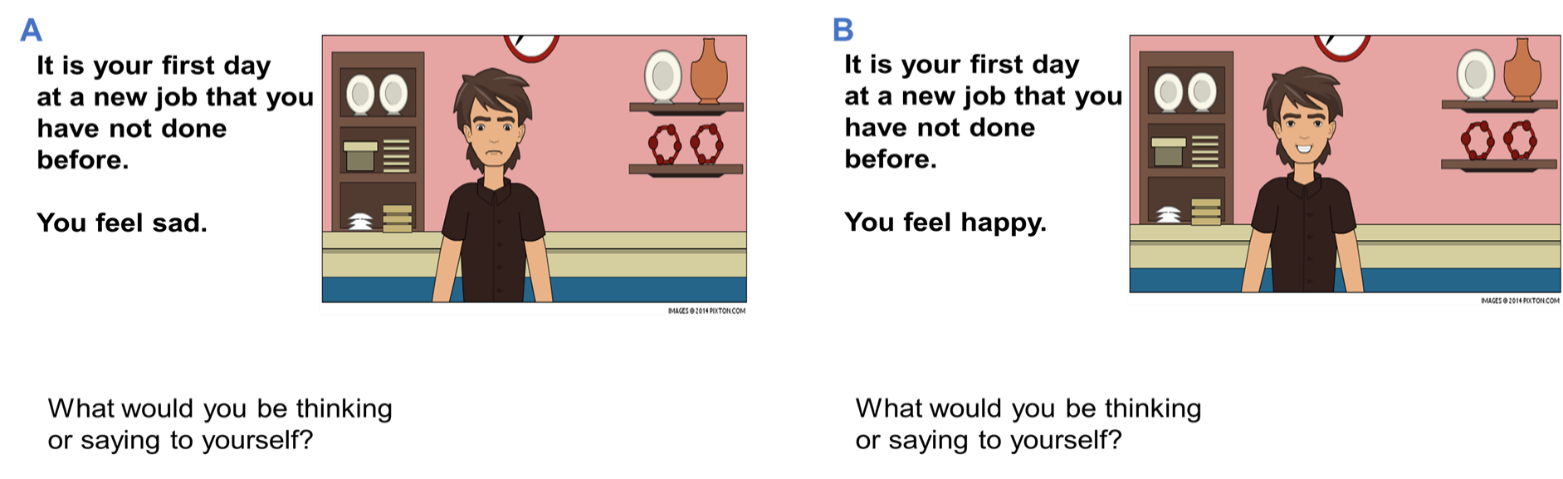 A
It is your first day
at a new job that you
have not done
before.
You feel sad.
IMAGES © 2014 PIXTON.COM
What would you be thinking
or saying to yourself?
B
It is your first day
at a new job that you
have not done
before.
You feel happy.
IMAGES © 2014 PIXTON.COM
What would you be thinking
or saying to yourself?